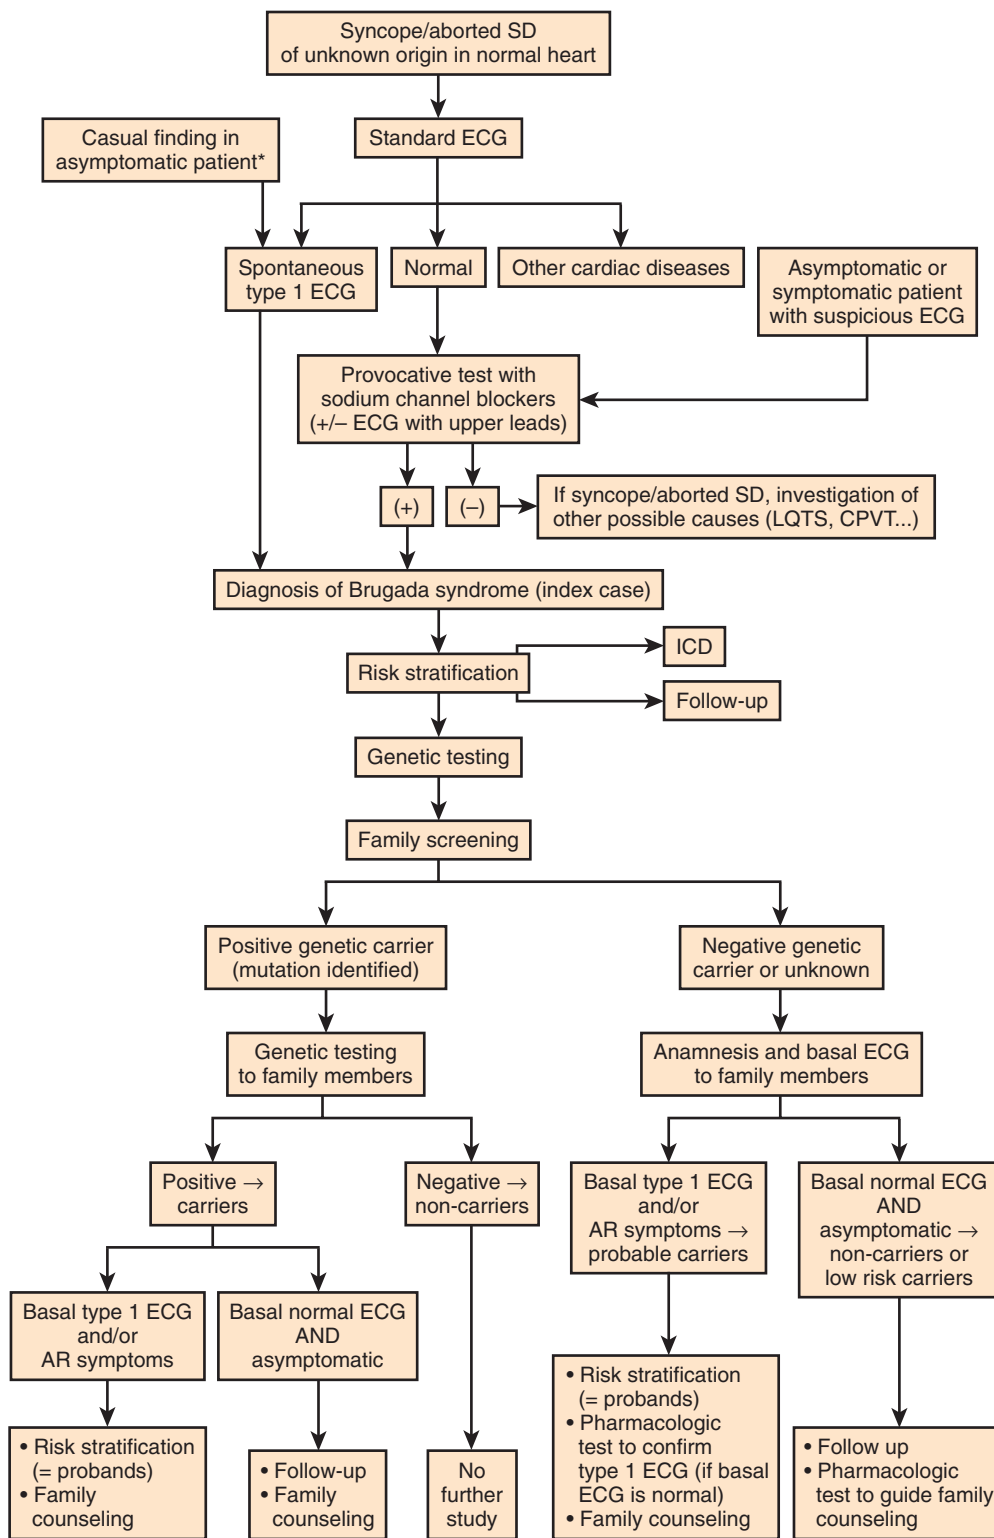 Syncope/aborted SD
of unknown origin in normal heart
Standard ECG
Casual finding in
asymptomatic patient*
Spontaneous
type 1 ECG
Normal
Other cardiac diseases
Asymptomatic or
symptomatic patient
with suspicious ECG
Provocative test with
sodium channel blockers
(+/– ECG with upper leads)
(+)
(–)
If syncope/aborted SD, investigation of
other possible causes (LQTS, CPVT...)
Diagnosis of Brugada syndrome (index case)
Risk stratification
ICD
Follow-up
Genetic testing
Family screening
Positive genetic carrier
(mutation identified)
Negative genetic
carrier or unknown
Genetic testing
to family members
Anamnesis and basal ECG
to family members
Positive →
carriers
Negative →
non-carriers
Basal type 1 ECG
and/or
AR symptoms →
probable carriers
Basal normal ECG
AND
asymptomatic →
non-carriers or
low risk carriers
Basal type 1 ECG
and/or
AR symptoms
Basal normal ECG
AND
asymptomatic
• Risk stratification
(= probands)
• Family
counseling
• Follow-up
• Family
counseling
No
further
study
• Risk stratification
(= probands)
• Pharmacologic
test to confirm
type 1 ECG (if basal
ECG is normal)
• Family counseling
• Follow up
• Pharmacologic
test to guide family
counseling